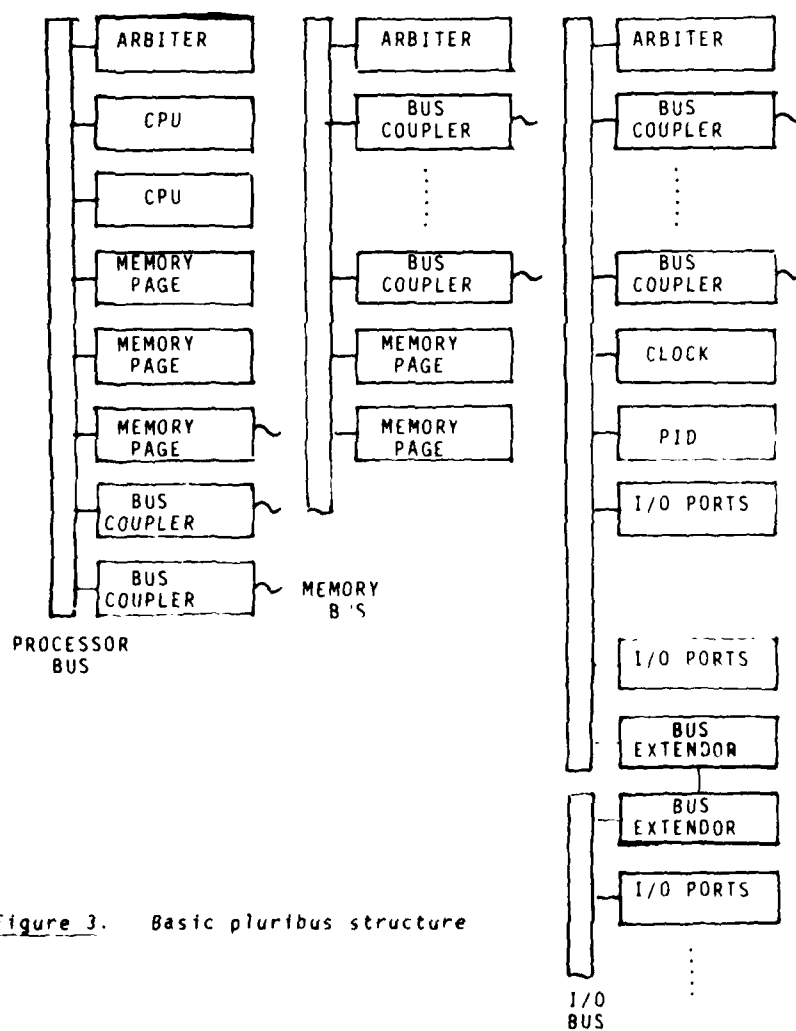 ARBITER
CPU
CPU
MEMORY
PAGE
MEMORY
PAGE
MEMORY
PAGE
BUS
COUPLER
BUS
COUPLER
PROCESSOR
BUS
ARBITER
BUS
COUPLER
BUS
COUPLER
MEMORY
PAGE
MEMORY
PAGE
MEMORY
B 'S
ARBITER
BUS
COUPLER
BUS
COUPLER
CLOCK
PID
I/O PORTS
I/O PORTS
BUS
EXTENDOR
BUS
EXTENDOR
I/O PORTS
I/O
BUS
igure 3. Basic pluribus structure